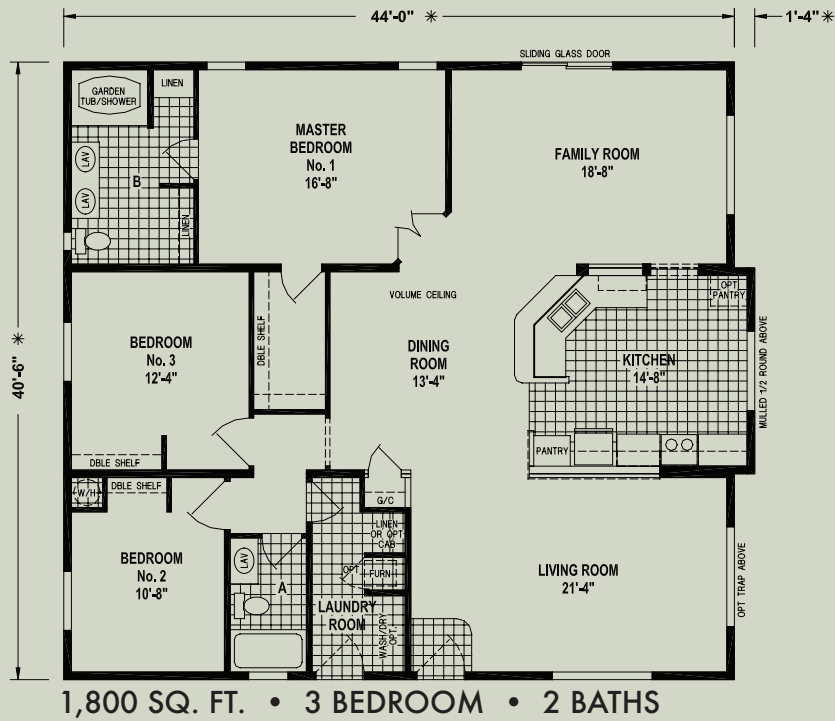 44'-0" *
1'-4" *
SLIDING GLASS DOOR
GARDEN
TUB/SHOWER
LINEN
MASTER
BEDROOM
No. 1
16'-8"
FAMILY ROOM
18'-8"
LAV
B
LAV
LINEN
40'-6" *
VOLUME CEILING
OPT
PANTRY
BEDROOM
No. 3
12'-4"
DBLE SHELF
DINING
ROOM
13'-4"
KITCHEN
14'-8"
MULLED 1/2 ROUND ABOVE
DBLE SHELF
PANTRY
W/H
DBLE SHELF
G/C
LINEN
OR OPT
CAB
BEDROOM
No. 2
10'-8"
LAV
A
OPT
FURN
LAUNDRY
ROOM
WASH/DRY
OPT.
LIVING ROOM
21'-4"
OPT TRAP ABOVE
1,800 SQ. FT. • 3 BEDROOM • 2 BATHS